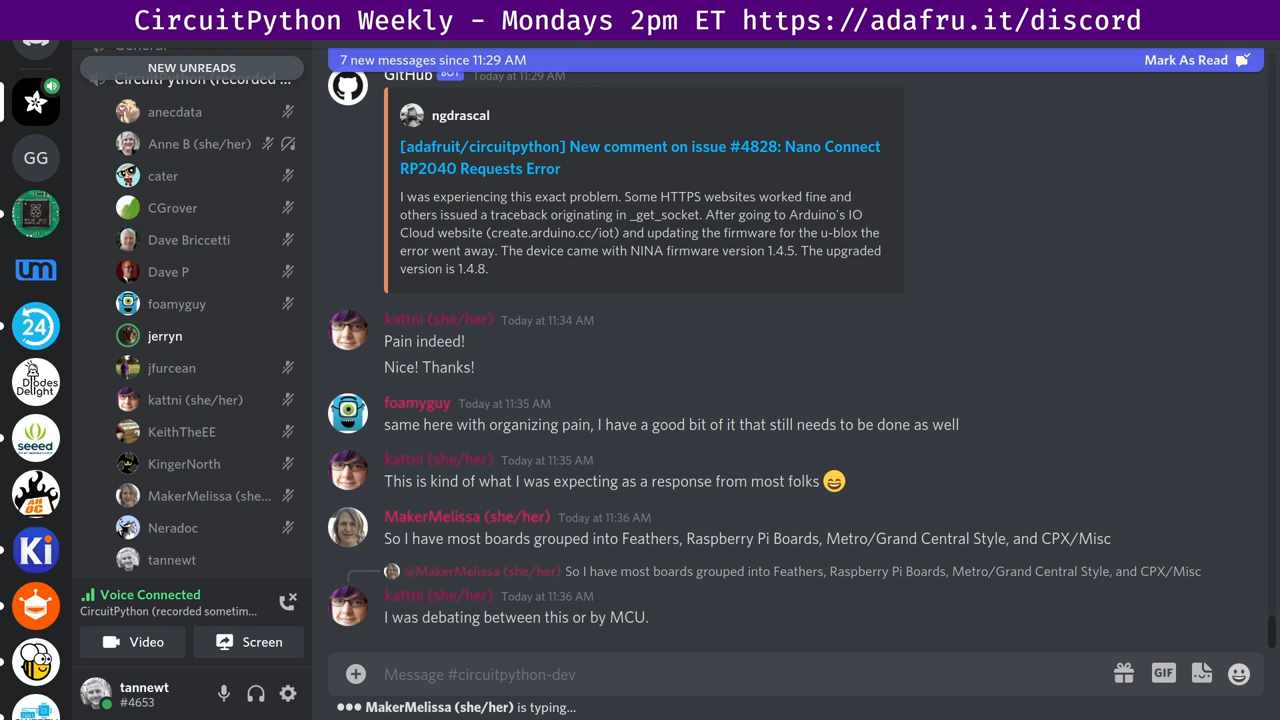 CircuitPython Weekly - Mondays 2pm ET https://adafru.it/discord
General
NEW UNREADS
CircuitPython (recorded ...
anecdata
Anne B (she/her)
cater
CGrover
Dave Briccetti
Dave P
foamyguy
jerryn
jfurcean
kattni (she/her)
KeithTheEE
KingerNorth
MakerMelissa (she...
Neradoc
tannewt
Voice Connected
CircuitPython (recorded sometim...
Video
Screen
tannewt
#4653
GG
um
24
Diodes
Delight
seeed
AHOC
Ki
7 new messages since 11:29 AM
Mark As Read
GitHub BOT Today at 11:29 AM
ngdrascal
[adafruit/circuitpython] New comment on issue #4828: Nano Connect
RP2040 Requests Error
I was experiencing this exact problem. Some HTTPS websites worked fine and
others issued a traceback originating in _get_socket. After going to Arduino's IO
Cloud website (create.arduino.cc/iot) and updating the firmware for the u-blox the
error went away. The device came with NINA firmware version 1.4.5. The upgraded
version is 1.4.8.
kattni (she/her) Today at 11:34 AM
Pain indeed!
Nice! Thanks!
foamyguy Today at 11:35 AM
same here with organizing pain, I have a good bit of it that still needs to be done as well
kattni (she/her) Today at 11:35 AM
This is kind of what I was expecting as a response from most folks 😄
MakerMelissa (she/her) Today at 11:36 AM
So I have most boards grouped into Feathers, Raspberry Pi Boards, Metro/Grand Central Style, and CPX/Misc
@MakerMelissa (she/her) So I have most boards grouped into Feathers, Raspberry Pi Boards, Metro/Grand Central Style, and CPX/Misc
kattni (she/her) Today at 11:36 AM
I was debating between this or by MCU.
Message #circuitpython-dev
GIF
MakerMelissa (she/her) is typing...